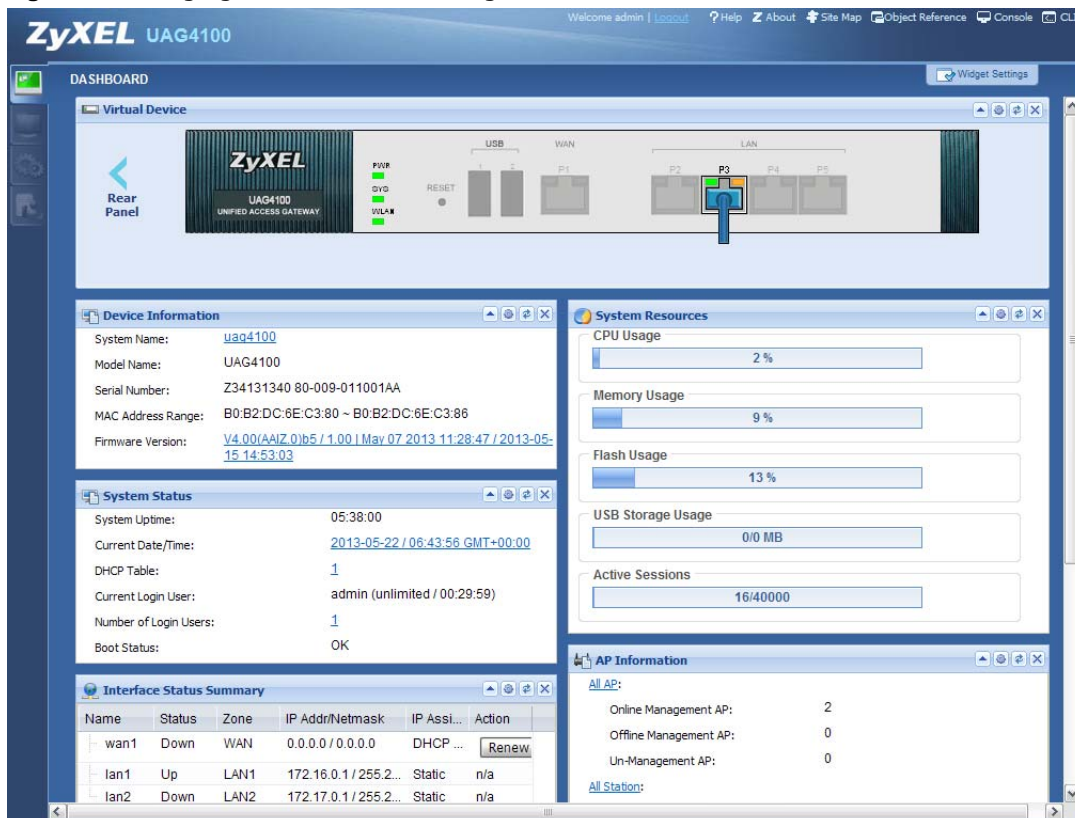 Welcome admin | Logout ?Help Z About Site Map Object Reference Console CLI
ZyXEL UAG4100
DASHBOARD
Widget Settings
Virtual Device
Rear Panel
ZyXEL
UAG4100
UNIFIED ACCESS GATEWAY
PWR
SYS
WLAN
RESET
USB
1 2
WAN
P1
LAN
P2 P3 P4 P5
Device Information
System Name: uag4100
Model Name: UAG4100
Serial Number: Z34131340 80-009-011001AA
MAC Address Range: B0:B2:DC:6E:C3:80 ~ B0:B2:DC:6E:C3:86
Firmware Version: V4.00(AAIZ.0)b5 / 1.00 | May 07 2013 11:28:47 / 2013-05-
15 14:53:03
System Status
System Uptime: 05:38:00
Current Date/Time: 2013-05-22 / 06:43:56 GMT+00:00
DHCP Table: 1
Current Login User: admin (unlimited / 00:29:59)
Number of Login Users: 1
Boot Status: OK
Interface Status Summary
Name Status Zone IP Addr/Netmask IP Assi... Action
wan1 Down WAN 0.0.0.0 / 0.0.0.0 DHCP ... Renew
lan1 Up LAN1 172.16.0.1 / 255.2... Static n/a
lan2 Down LAN2 172.17.0.1 / 255.2... Static n/a
System Resources
CPU Usage
2 %
Memory Usage
9 %
Flash Usage
13 %
USB Storage Usage
0/0 MB
Active Sessions
16/40000
AP Information
All AP:
Online Management AP: 2
Offline Management AP: 0
Un-Management AP: 0
All Station: